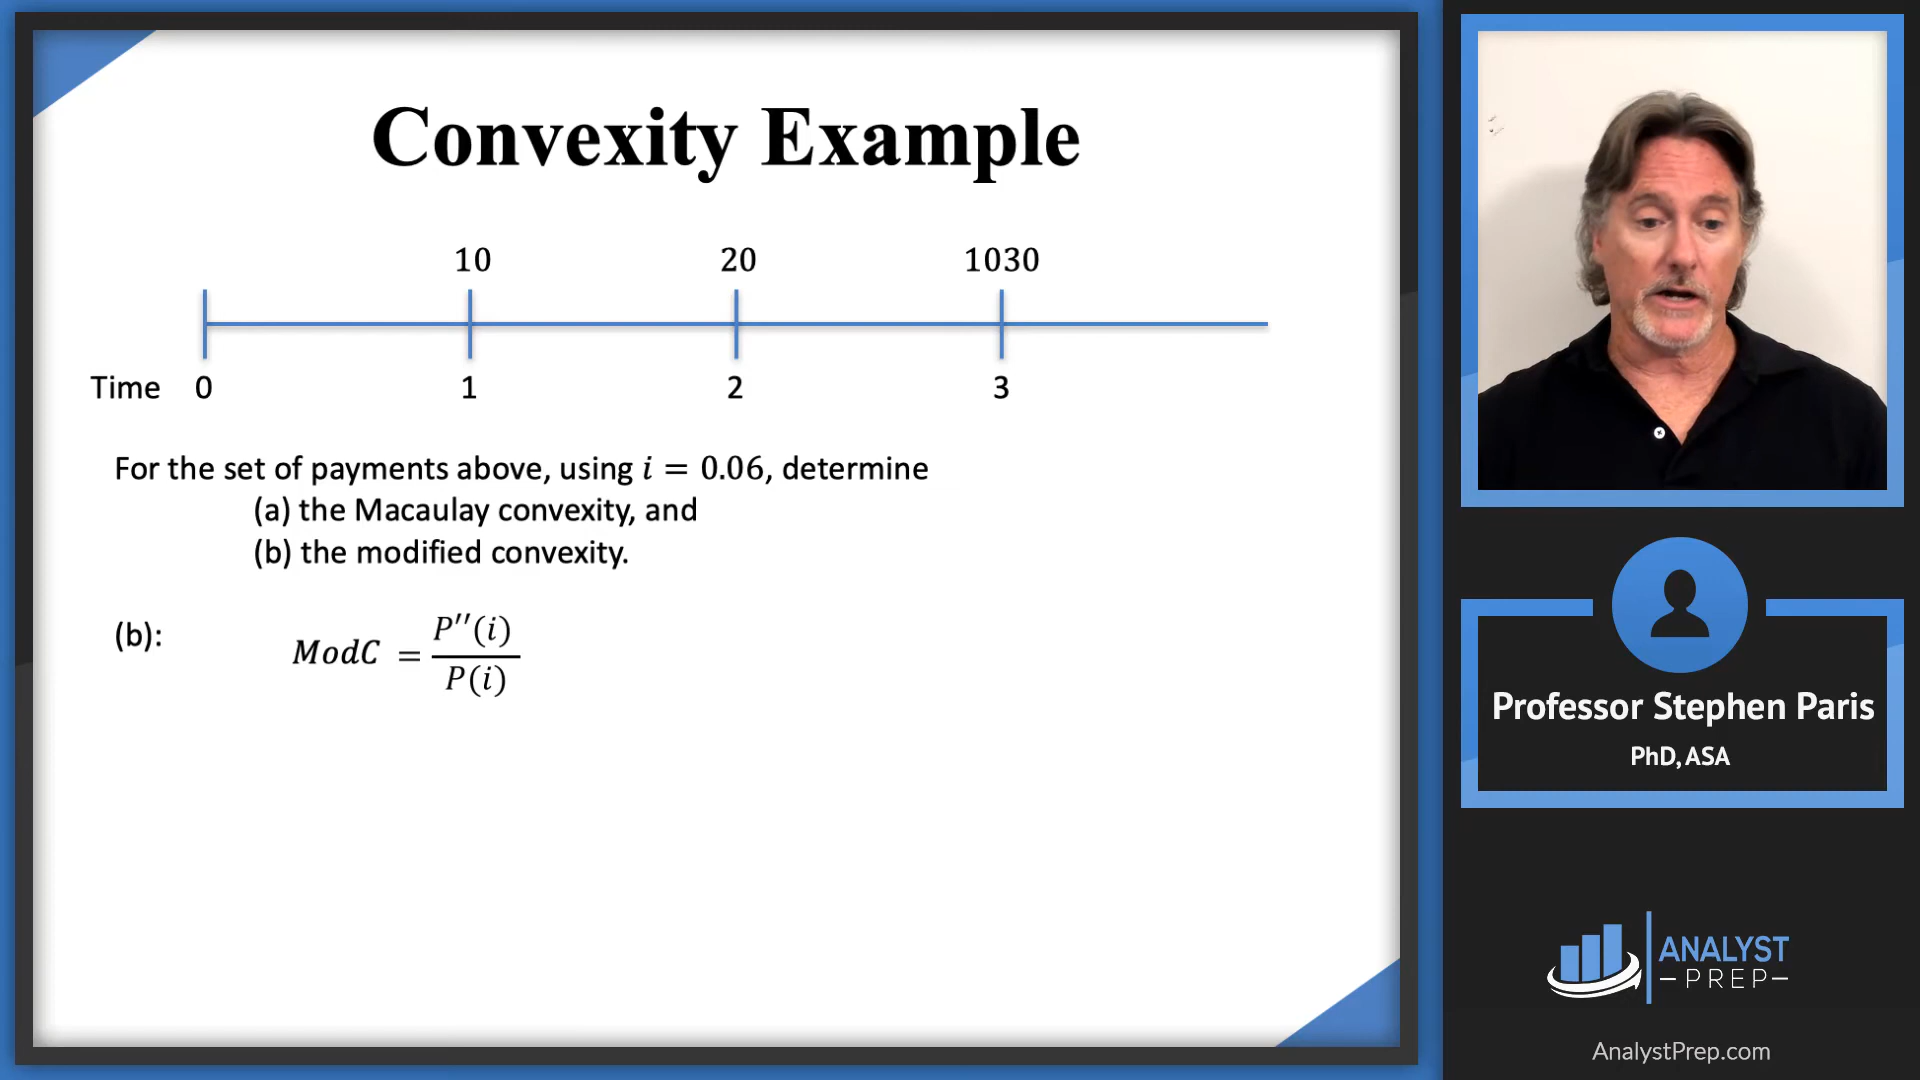 Convexity Example
10 20 1030
Time 0 1 2 3
For the set of payments above, using 𝑖 = 0.06, determine
(a) the Macaulay convexity, and
(b) the modified convexity.
(b): ModC = P′′(i) / P(i)
Professor Stephen Paris
PhD, ASA
ANALYST
PREP
AnalystPrep.com